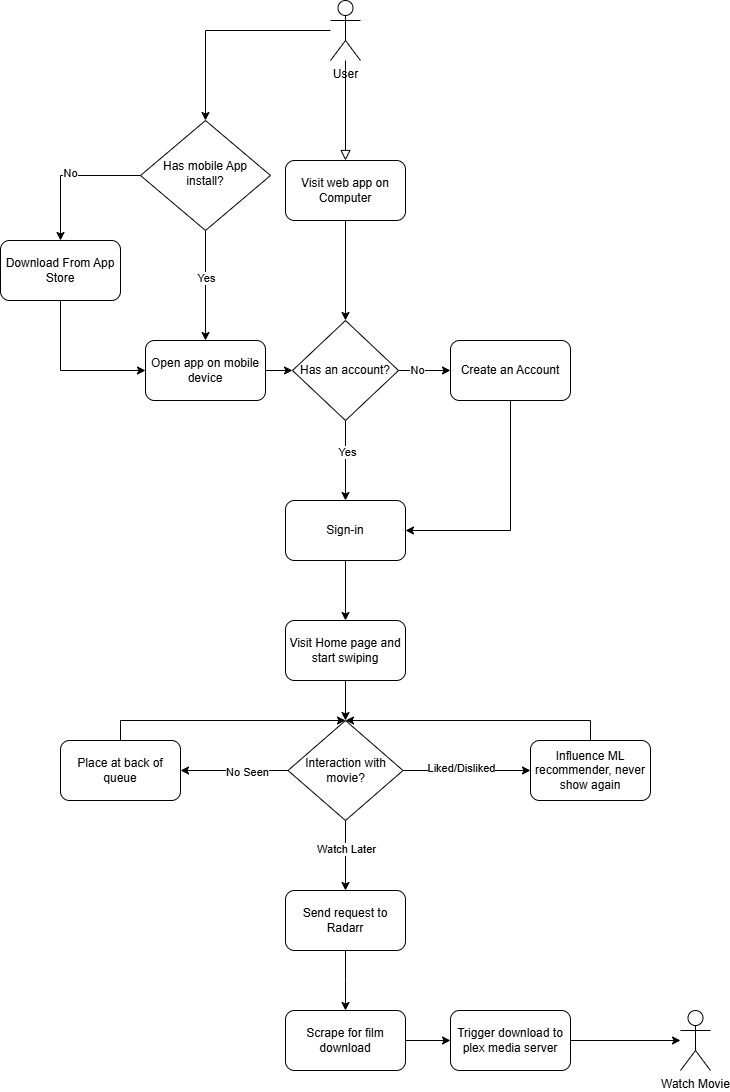 User
Has mobile App
install?
Visit web app on
Computer
No
Download From App
Store
Yes
Open app on mobile
device
Has an account?
No
Create an Account
Yes
Sign-in
Visit Home page and
start swiping
Place at back of
queue
No Seen
Interaction with
movie?
Liked/Disliked
Influence ML
recommender, never
show again
Watch Later
Send request to
Radarr
Scrape for film
download
Trigger download to
plex media server
Watch Movie